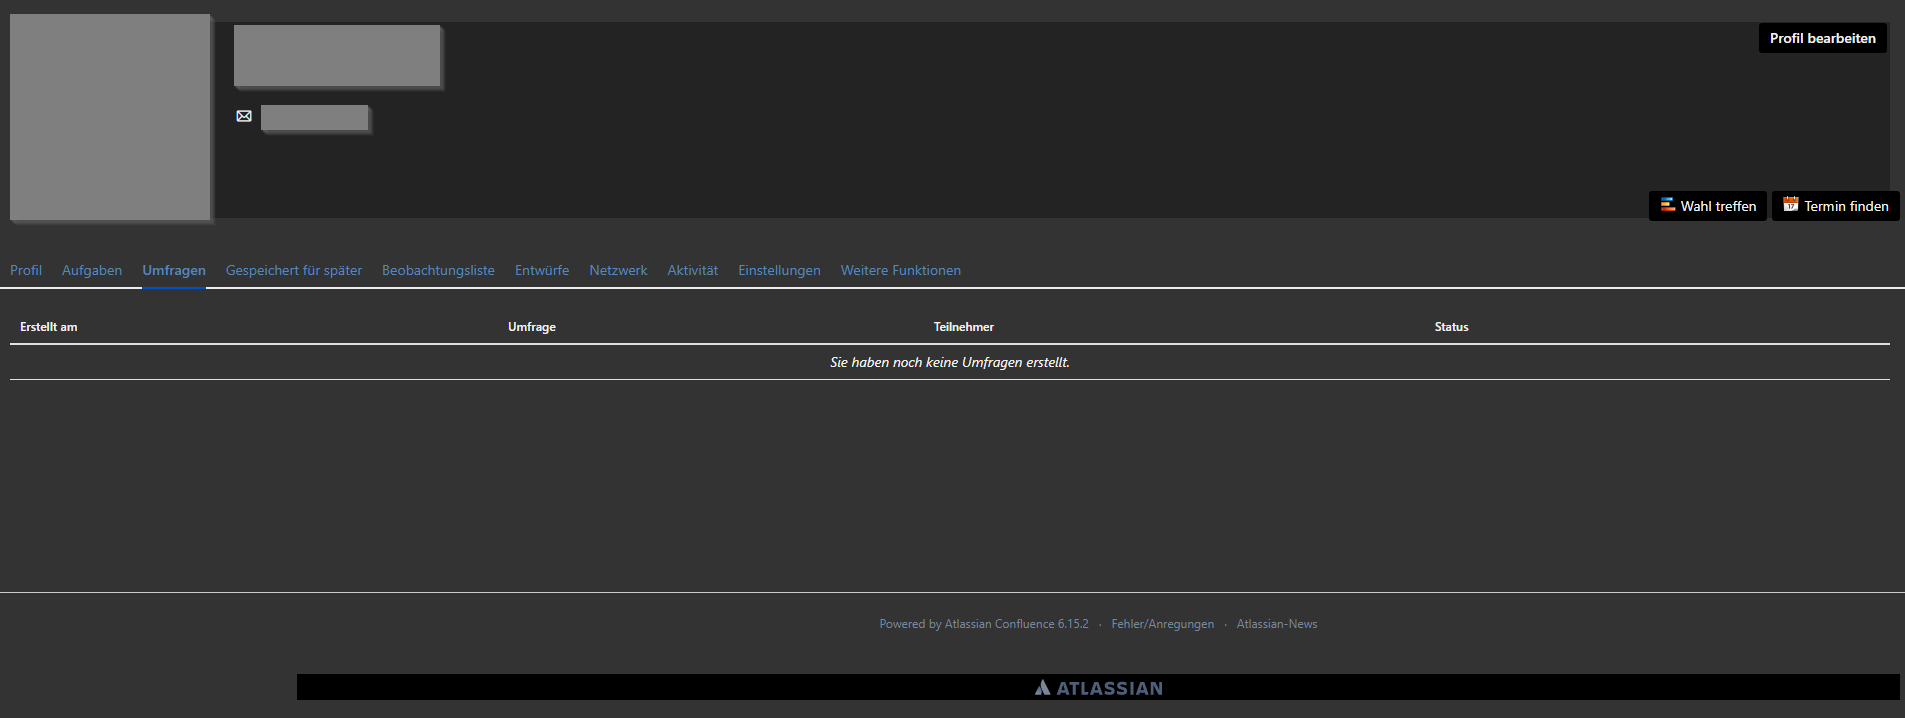 Profil bearbeiten
Wahl treffen
17
Termin finden
Profil Aufgaben Umfragen Gespeichert für später Beobachtungsliste Entwürfe Netzwerk Aktivität Einstellungen Weitere Funktionen
Erstellt am Umfrage Teilnehmer Status
Sie haben noch keine Umfragen erstellt.
Powered by Atlassian Confluence 6.15.2 · Fehler/Anregungen · Atlassian-News
ATLASSIAN